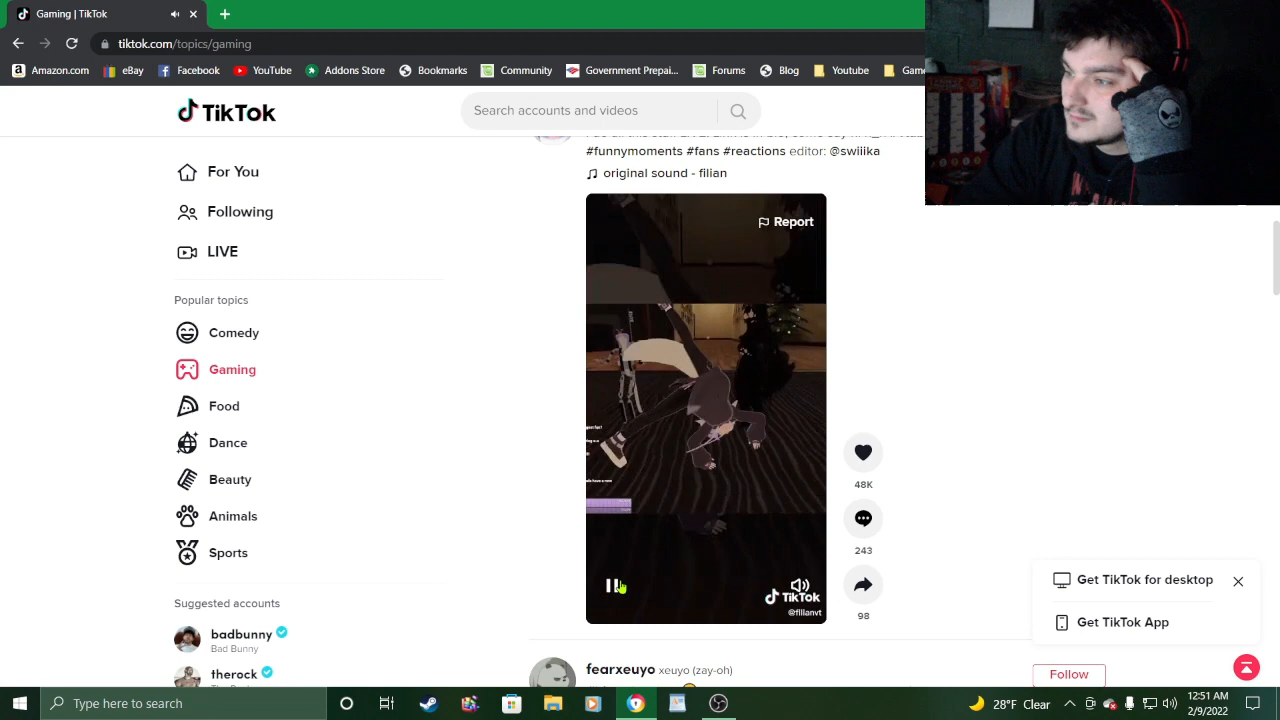 TikTok | Gaming
tiktok.com/topics/gaming
Amazon.com
eBay
Facebook
YouTube
Addons Store
Bookmarks
Community
Government Prepai...
Forums
Blog
Youtube
TikTok
Search accounts and videos
#funnymoments #fans #reactions editor: @swiiika
original sound - filian
For You
Following
LIVE
Popular topics
Comedy
Gaming
Food
Dance
Beauty
Animals
Sports
Suggested accounts
badbunny
Bad Bunny
therock
Report
TikTok
@filianvt
48K
243
98
fearxeuyo xeuyo (zay-oh)
Follow
Get TikTok for desktop
Get TikTok App
Type here to search
28°F Clear
12:51 AM
2/9/2022